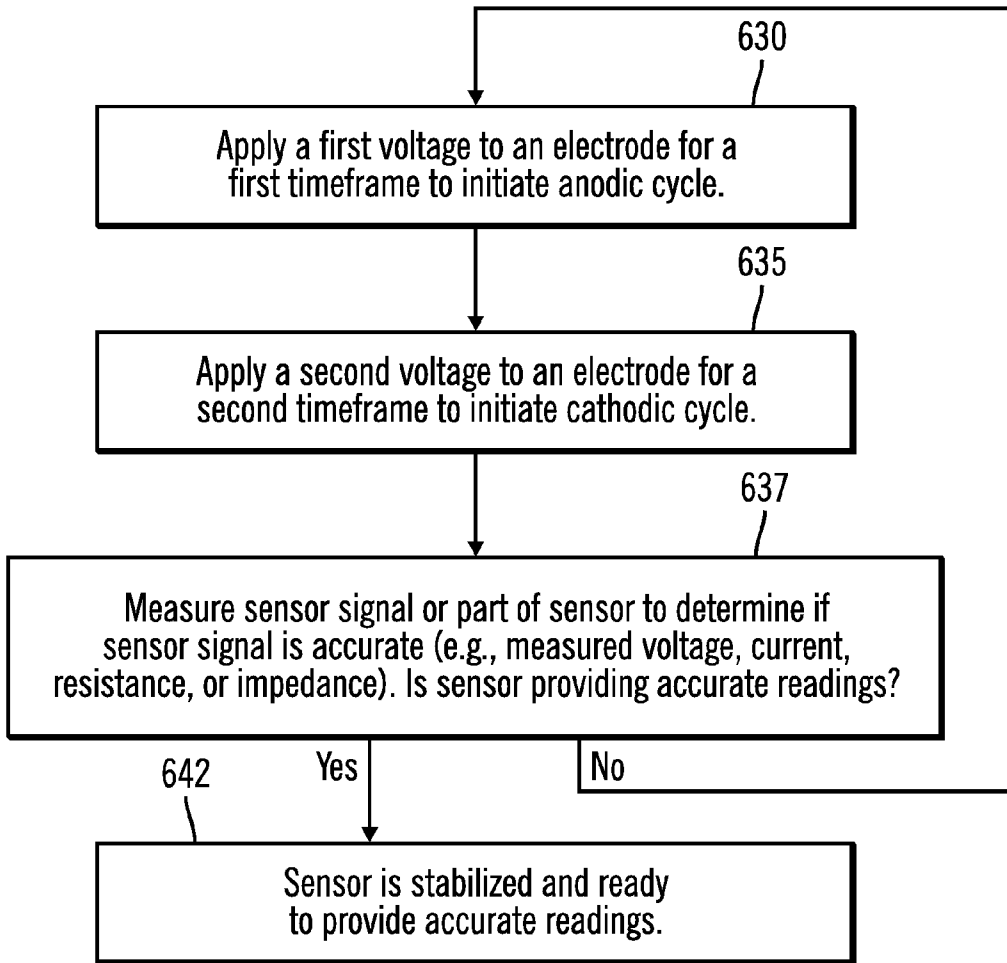 630
Apply a first voltage to an electrode for a
first timeframe to initiate anodic cycle.
635
Apply a second voltage to an electrode for a
second timeframe to initiate cathodic cycle.
637
Measure sensor signal or part of sensor to determine if
sensor signal is accurate (e.g., measured voltage, current,
resistance, or impedance). Is sensor providing accurate readings?
Yes
No
642
Sensor is stabilized and ready
to provide accurate readings.